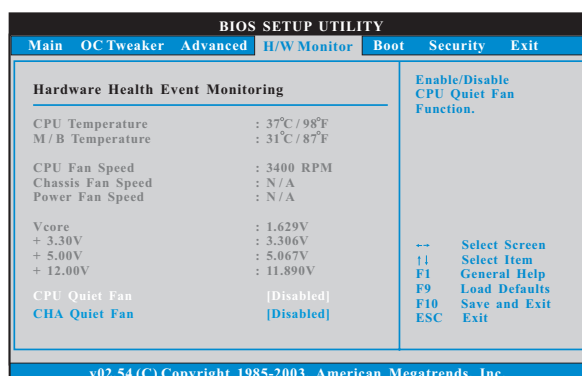 BIOS SETUP UTILITY
Main OC Tweaker Advanced H/W Monitor Boot Security Exit
Hardware Health Event Monitoring
CPU Temperature : 37°C / 98°F
M / B Temperature : 31°C / 87°F
CPU Fan Speed : 3400 RPM
Chassis Fan Speed : N / A
Power Fan Speed : N / A
Vcore : 1.629V
+ 3.30V : 3.306V
+ 5.00V : 5.067V
+ 12.00V : 11.890V
CPU Quiet Fan [Disabled]
CHA Quiet Fan [Disabled]
Enable/Disable
CPU Quiet Fan
Function.
←→ Select Screen
↑↓ Select Item
F1 General Help
F9 Load Defaults
F10 Save and Exit
ESC Exit
v02.54 (C) Copyright 1985-2003, American Megatrends, Inc.